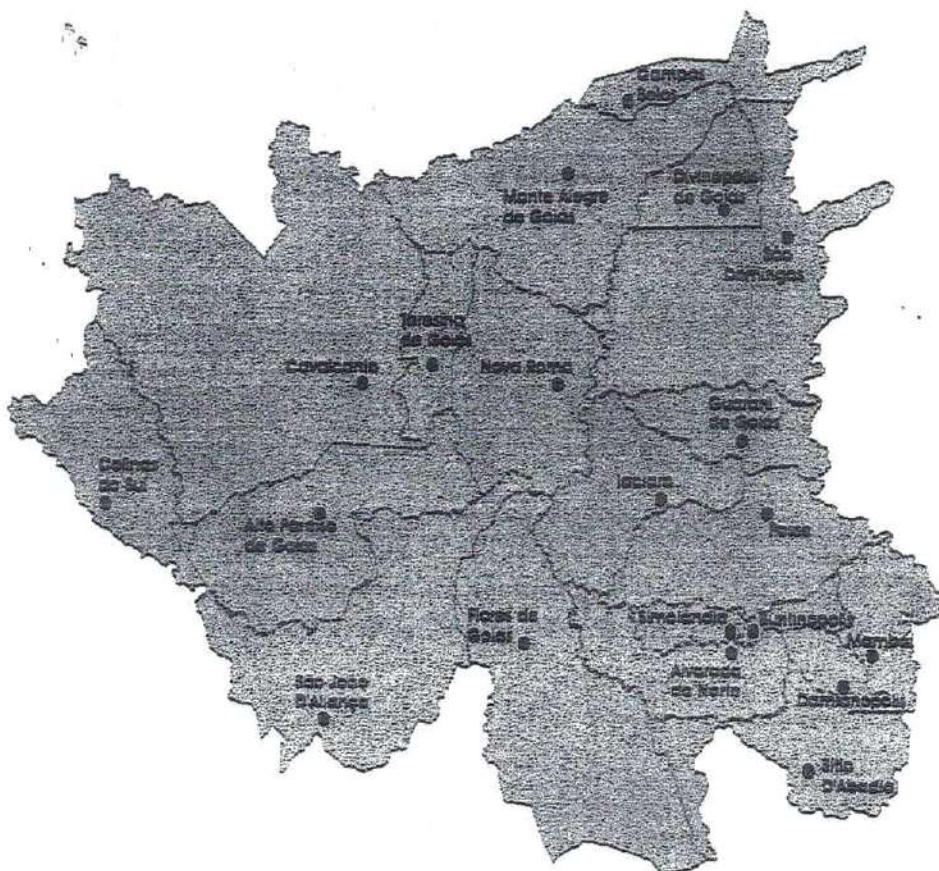 Campos
Belos
Monte Alegre
de Goiás
Divinópolis
de Goiás
São
Domingos
Teresina
de Goiás
Cavalcante
Nova Roma
Guarani
de Goiás
Colinas
do Sul
Iaciara
Alto Paraíso
de Goiás
Posse
Flores de
Goiás
Simolândia
Buritinópolis
Mambaí
Alvorada
do Norte
São João
D'Aliança
Damianópolis
Sítio
D'Abadia